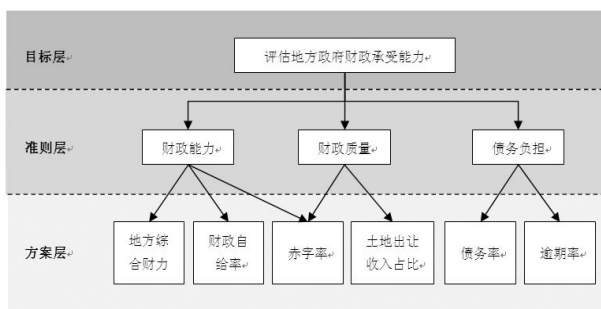 目标层
评估地方政府财政承受能力
准则层
财政能力
财政质量
债务负担
方案层
地方综
合财力
财政自
给率
赤字率
土地出让
收入占比
债务率
逾期率